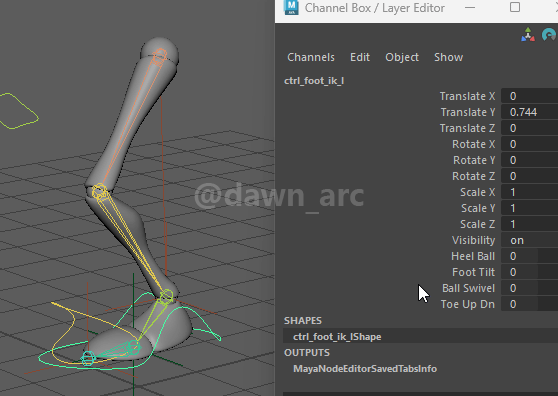 Channel Box / Layer Editor
Channels Edit Object Show
ctrl_foot_ik_l
Translate X 0
Translate Y 0.744
Translate Z 0
Rotate X 0
Rotate Y 0
Rotate Z 0
Scale X 1
Scale Y 1
Scale Z 1
Visibility on
Heel Ball 0
Foot Tilt 0
Ball Swivel 0
Toe Up Dn 0
SHAPES
ctrl_foot_ik_lShape
OUTPUTS
MayaNodeEditorSavedTabsInfo
@dawn_arc